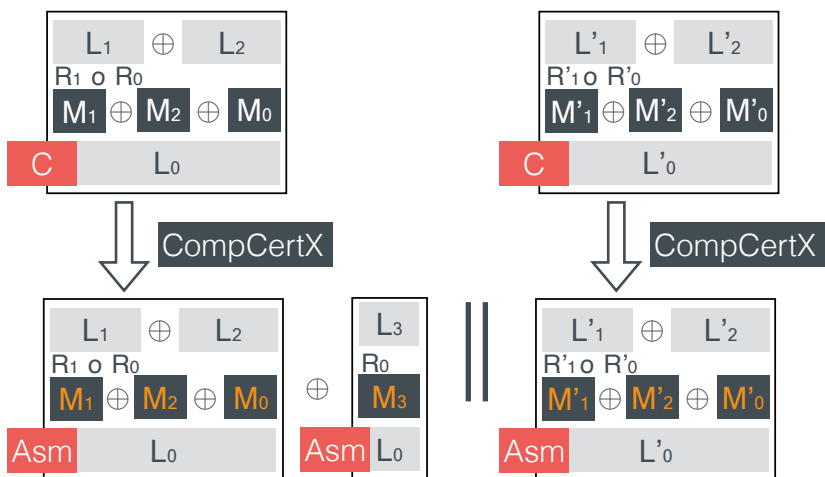 L1 ⊕ L2
R1 o R0
M1 ⊕ M2 ⊕ M0
C L0
CompCertX
L'1 ⊕ L'2
R'1 o R'0
M'1 ⊕ M'2 ⊕ M'0
C L'0
CompCertX
L1 ⊕ L2
R1 o R0
M1 ⊕ M2 ⊕ M0
Asm L0
⊕
L3
R0
M3
Asm L0
L'1 ⊕ L'2
R'1 o R'0
M'1 ⊕ M'2 ⊕ M'0
Asm L'0